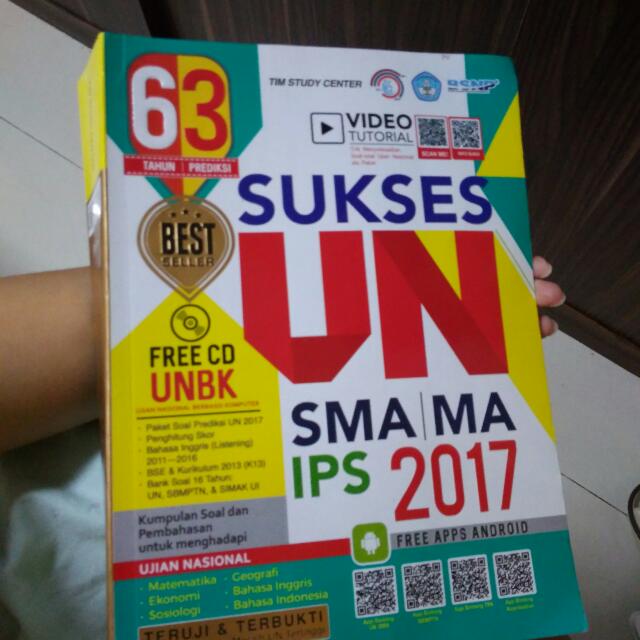 63
TAHUN PREDIKSI
TIM STUDY CENTER
BSNP
VIDEO
TUTORIAL
SCAN ME!
SUKSES
UN
BEST
SELLER
FREE CD
UNBK
UJIAN NASIONAL BERBASIS KOMPUTER
• Paket Soal Prediksi UN 2017
• Penghitung Skor
• Bahasa Inggris (Listening)
2011—2016
• BSE & Kurikulum 2013 (K13)
• Bank Soal 16 Tahun:
UN, SBMPTN, & SIMAK UI
SMA|MA
IPS 2017
Kumpulan Soal dan
Pembahasan
untuk menghadapi
FREE APPS ANDROID
UJIAN NASIONAL
• Matematika • Geografi
• Ekonomi • Bahasa Inggris
• Sosiologi • Bahasa Indonesia
TERUJI & TERBUKTI